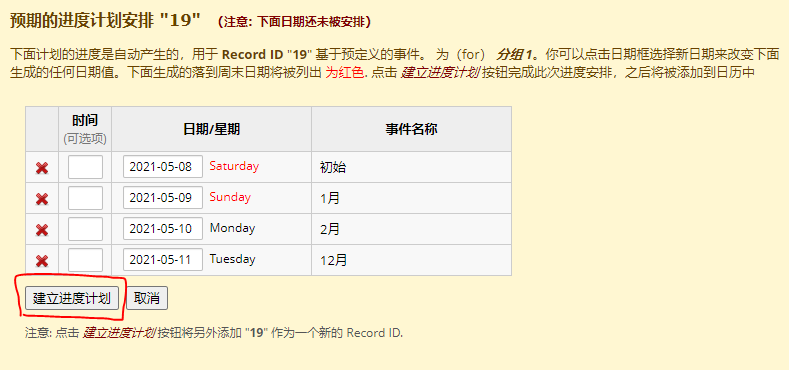 预期的进度计划安排 "19" （注意: 下面日期还未被安排）
下面计划的进度是自动产生的，用于 Record ID "19" 基于预定义的事件。 为（for） 分组 1。你可以点击日期框选择新日期来改变下面
生成的任何日期值。下面生成的落到周末日期将被列出 为红色. 点击 建立进度计划 按钮完成此次进度安排，之后将被添加到日历中
时间 (可选项) 日期/星期 事件名称
2021-05-08 Saturday 初始
2021-05-09 Sunday 1月
2021-05-10 Monday 2月
2021-05-11 Tuesday 12月
建立进度计划 取消
注意: 点击 建立进度计划 按钮将另外添加 "19" 作为一个新的 Record ID.